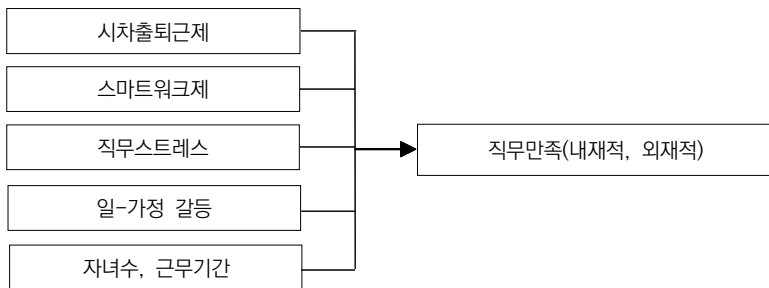 시차출퇴근제
스마트워크제
직무스트레스
직무만족(내재적, 외재적)
일-가정 갈등
자녀수, 근무기간